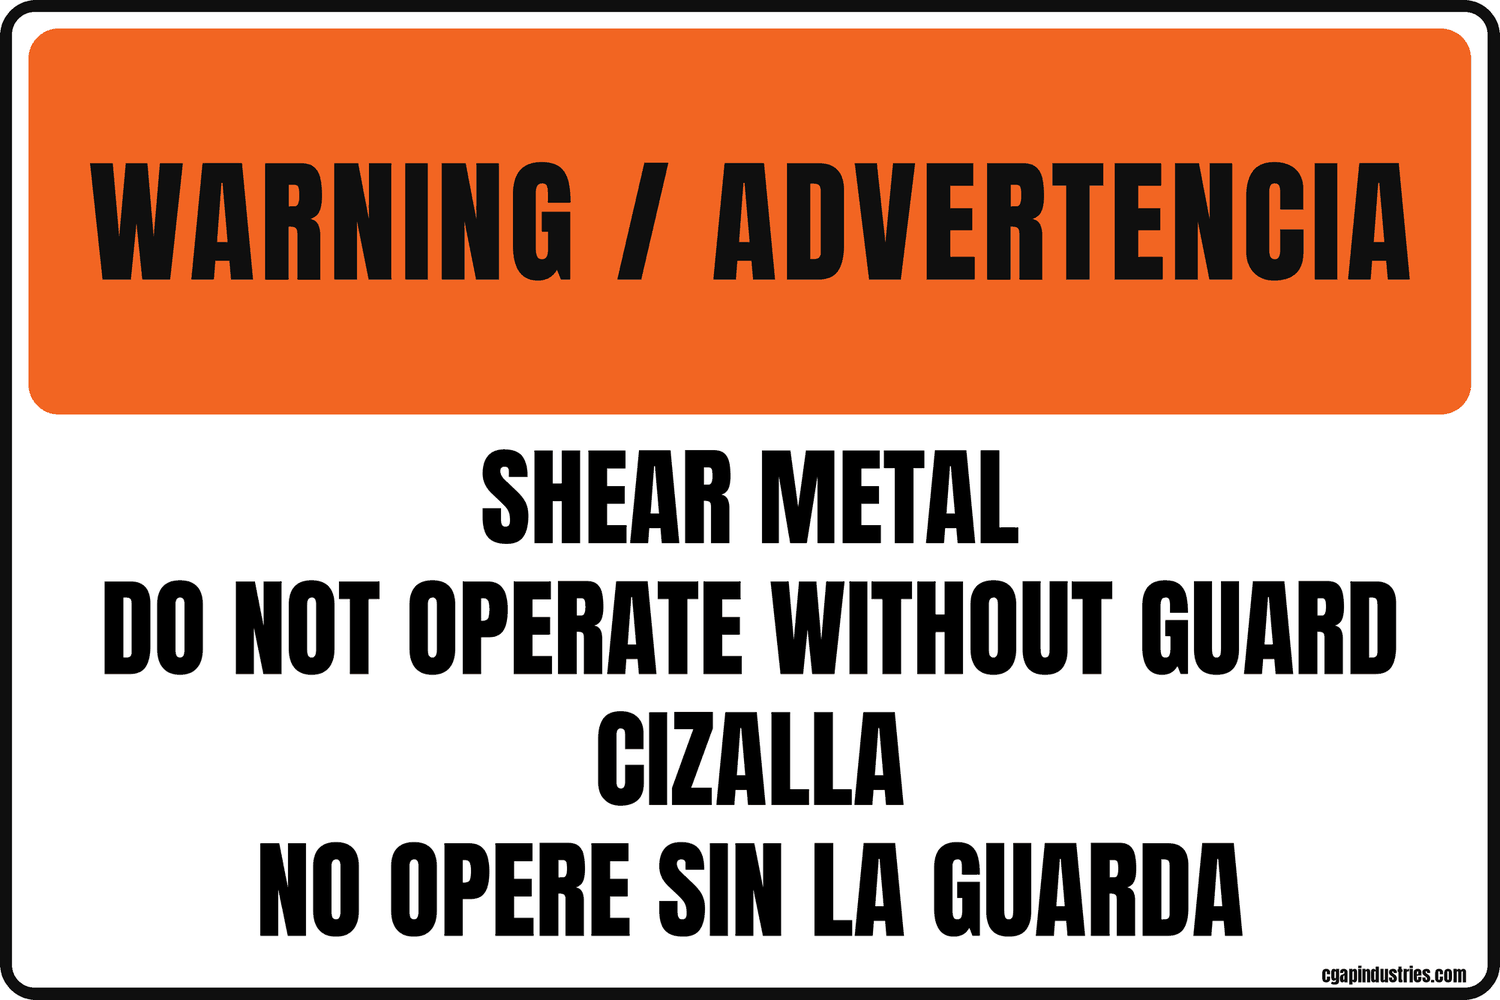 WARNING / ADVERTENCIA
SHEAR METAL
DO NOT OPERATE WITHOUT GUARD
CIZALLA
NO OPERE SIN LA GUARDA
cgapindustries.com